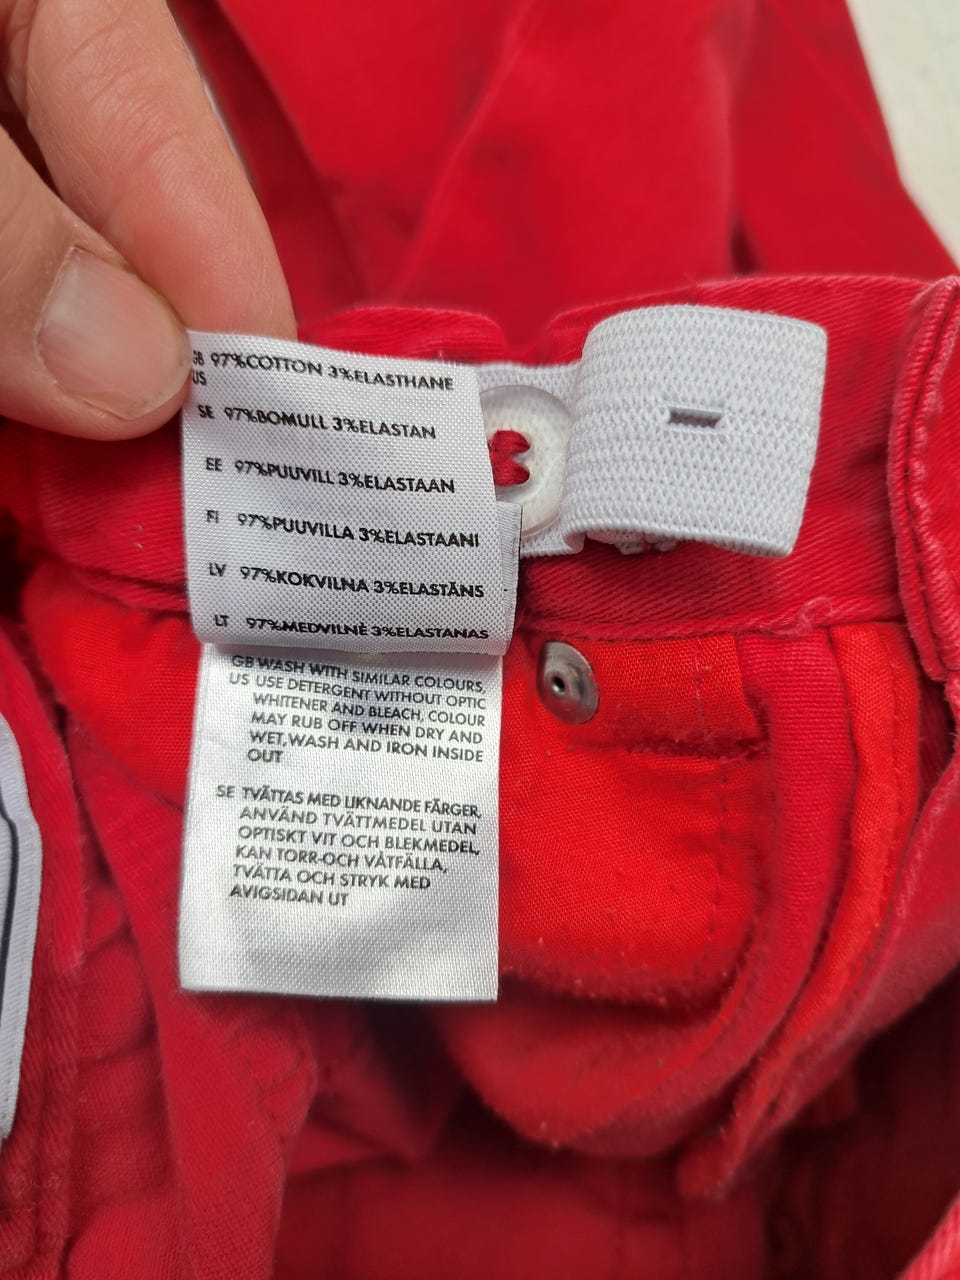 GB 97%COTTON 3%ELASTHANE
US
SE 97%BOMULL 3%ELASTAN
EE 97%PUUVILL 3%ELASTAAN
FI 97%PUUVILLA 3%ELASTAANI
LV 97%KOKVILNA 3%ELASTĀNS
LT 97%MEDVILNĖ 3%ELASTANAS
GB WASH WITH SIMILAR COLOURS,
US USE DETERGENT WITHOUT OPTIC
WHITENER AND BLEACH, COLOUR
MAY RUB OFF WHEN DRY AND
WET,WASH AND IRON INSIDE
OUT
SE TVÄTTAS MED LIKNANDE FÄRGER,
ANVÄND TVÄTTMEDEL UTAN
OPTISKT VIT OCH BLEKMEDEL,
KAN TORR-OCH VÅTFÄLLA,
TVÄTTA OCH STRYK MED
AVIGSIDAN UT